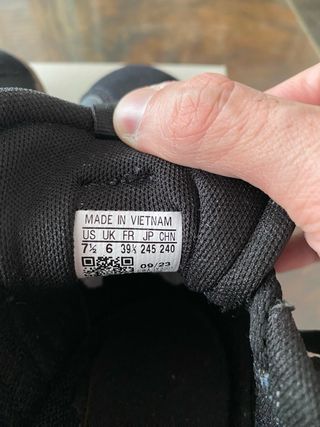 MADE IN VIETNAM
US UK FR JP CHN
7½ 6 39⅓ 245 240
09/23